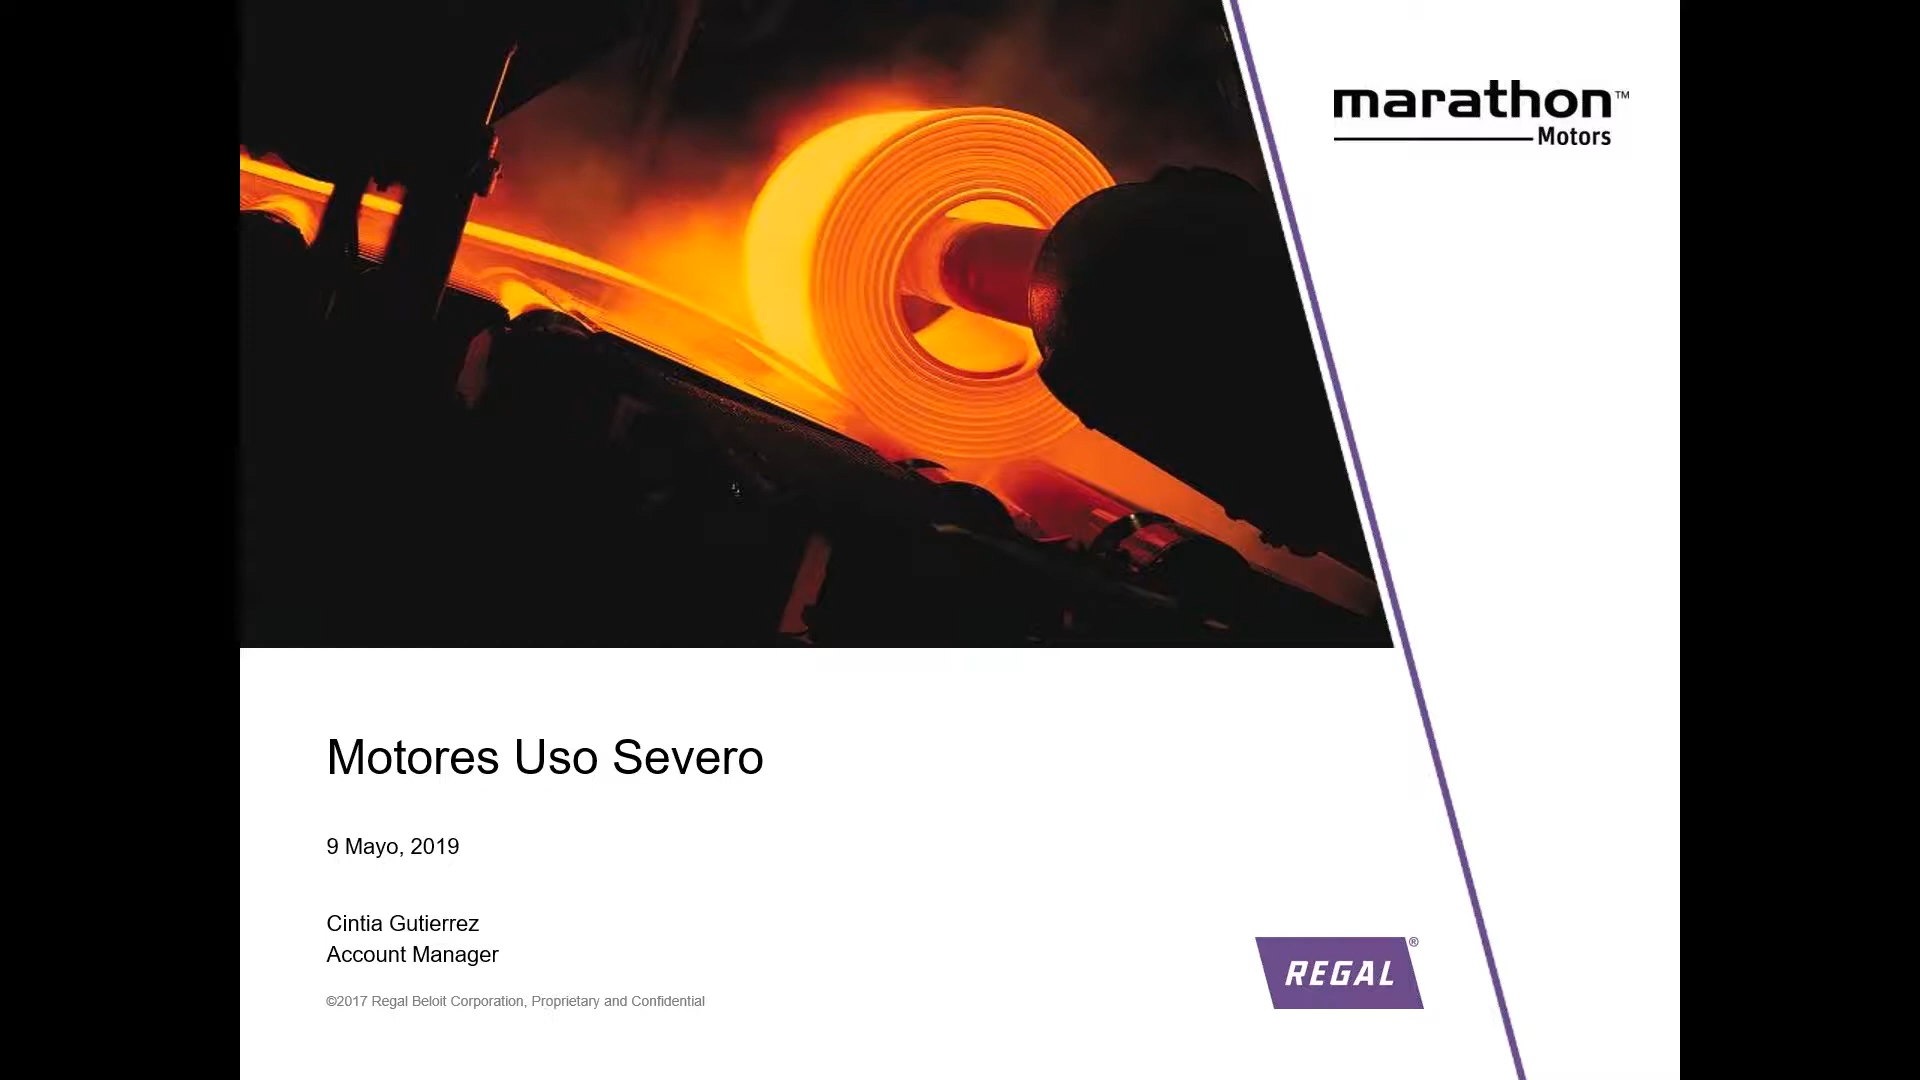 marathon™
Motors
Motores Uso Severo
9 Mayo, 2019
Cintia Gutierrez
Account Manager
©2017 Regal Beloit Corporation, Proprietary and Confidential
REGAL®